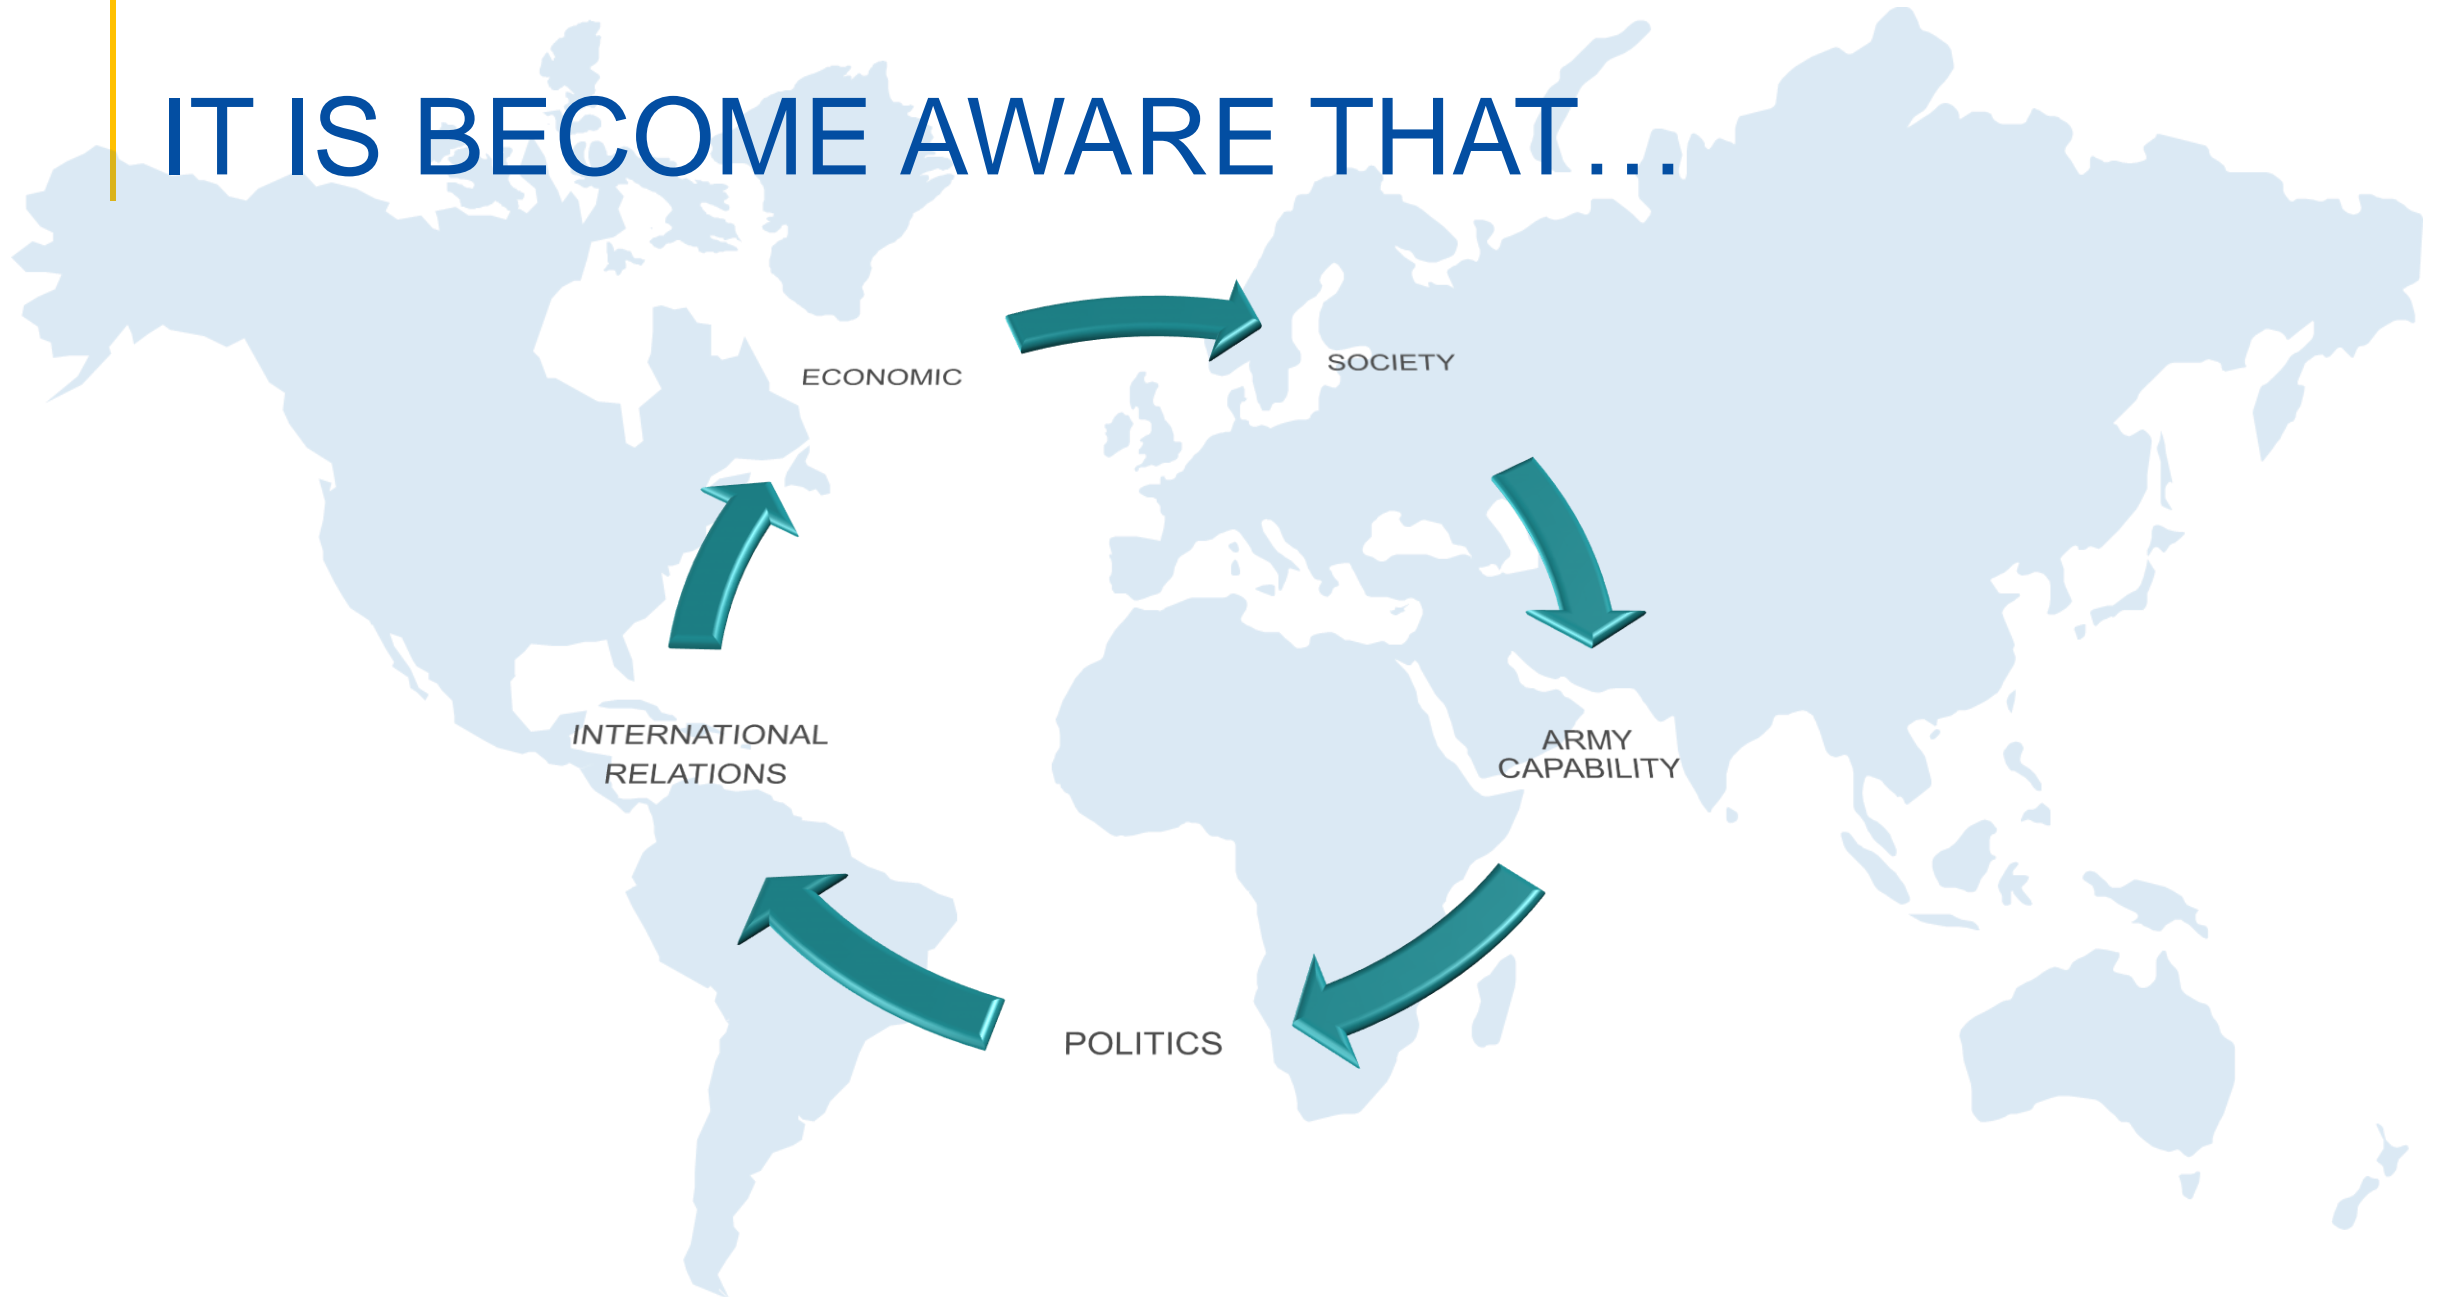 IT IS BECOME AWARE THAT...
ECONOMIC
SOCIETY
ARMY
CAPABILITY
POLITICS
INTERNATIONAL
RELATIONS